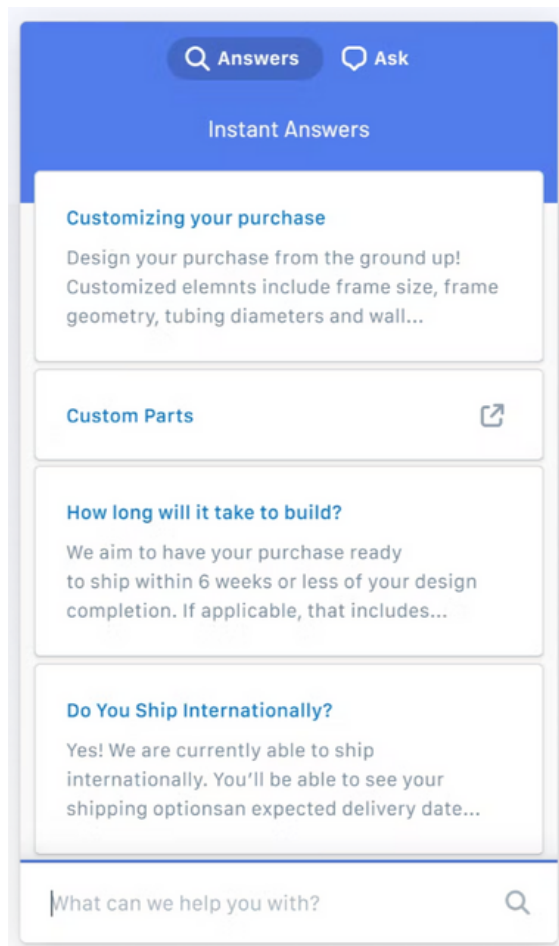 Answers Ask
Instant Answers
Customizing your purchase
Design your purchase from the ground up!
Customized elemnts include frame size, frame
geometry, tubing diameters and wall...
Custom Parts
How long will it take to build?
We aim to have your purchase ready
to ship within 6 weeks or less of your design
completion. If applicable, that includes...
Do You Ship Internationally?
Yes! We are currently able to ship
internationally. You’ll be able to see your
shipping optionsan expected delivery date...
What can we help you with?